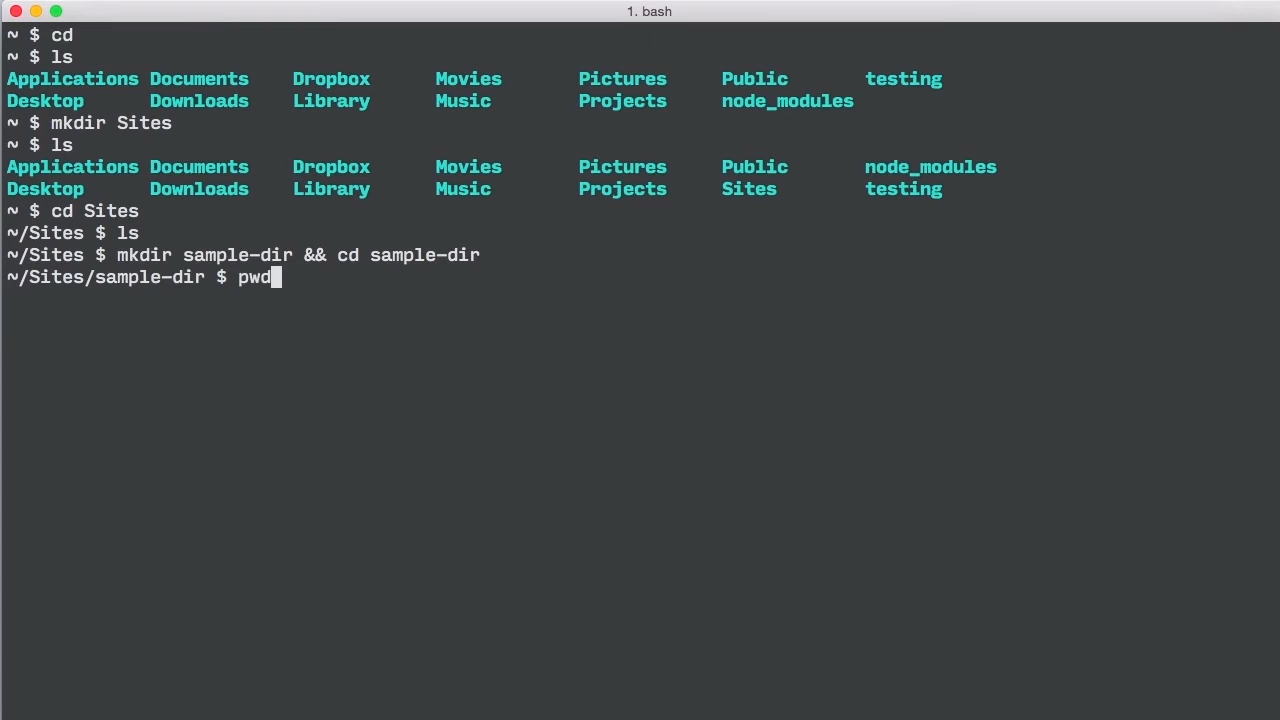 1. bash
~ $ cd
~ $ ls
Applications Documents Dropbox Movies Pictures Public testing
Desktop Downloads Library Music Projects node_modules
~ $ mkdir Sites
~ $ ls
Applications Documents Dropbox Movies Pictures Public node_modules
Desktop Downloads Library Music Projects Sites testing
~ $ cd Sites
~/Sites $ ls
~/Sites $ mkdir sample-dir && cd sample-dir
~/Sites/sample-dir $ pwd